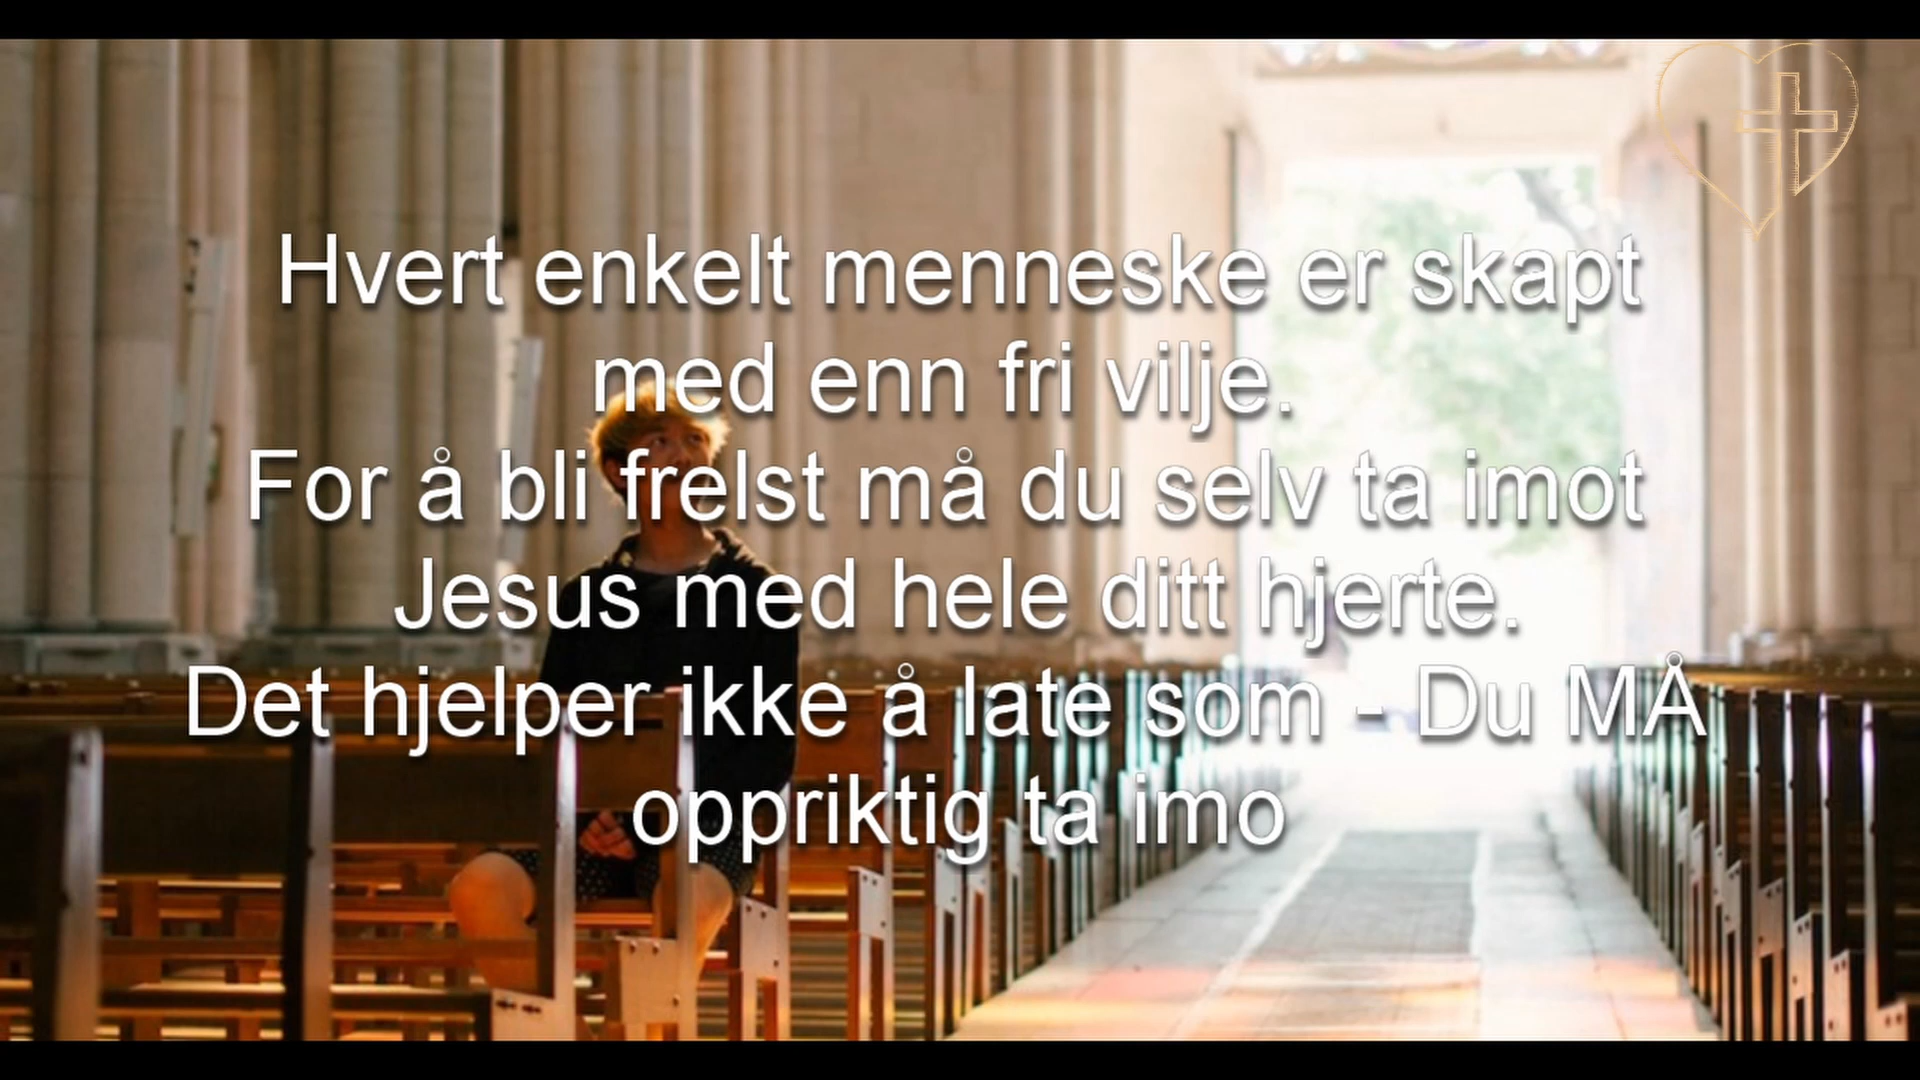 Hvert enkelt menneske er skapt
med enn fri vilje.
For å bli frelst må du selv ta imot
Jesus med hele ditt hjerte.
Det hjelper ikke å late som - Du MÅ
oppriktig ta imo